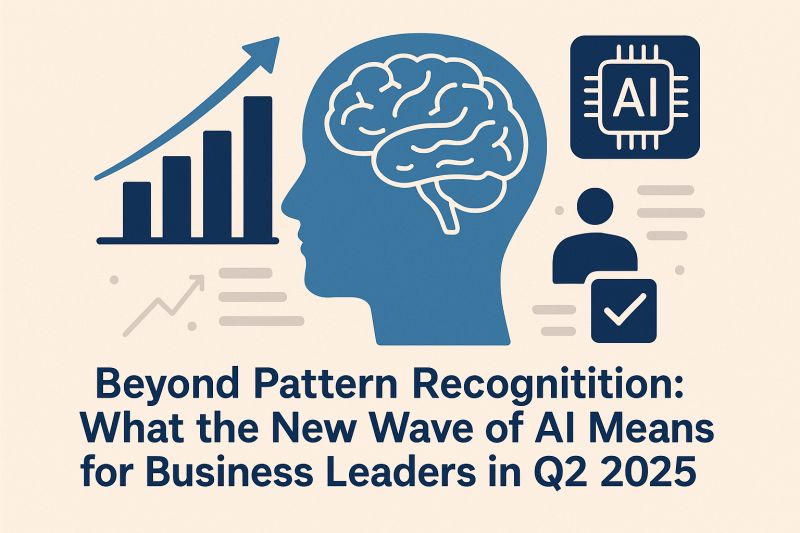 AI
Beyond Pattern Recognitition:
What the New Wave of AI Means
for Business Leaders in Q2 2025